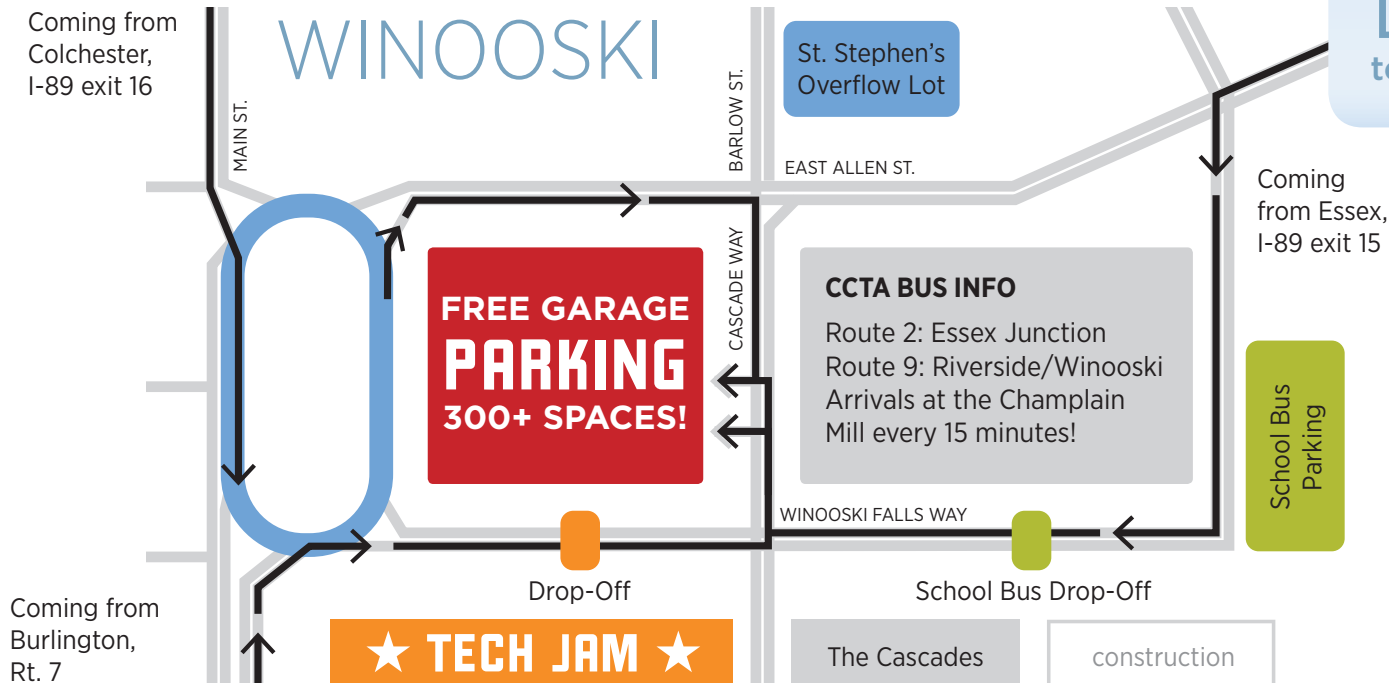 Coming from
Colchester,
I-89 exit 16
WINOOSKI
MAIN ST.
BARLOW ST.
St. Stephen's
Overflow Lot
EAST ALLEN ST.
Coming
from Essex,
I-89 exit 15
FREE GARAGE
PARKING
300+ SPACES!
CASCADE WAY
CCTA BUS INFO
Route 2: Essex Junction
Route 9: Riverside/Winooski
Arrivals at the Champlain
Mill every 15 minutes!
School Bus
Parking
WINOOSKI FALLS WAY
Drop-Off
School Bus Drop-Off
Coming from
Burlington,
Rt. 7
TECH JAM
The Cascades
construction